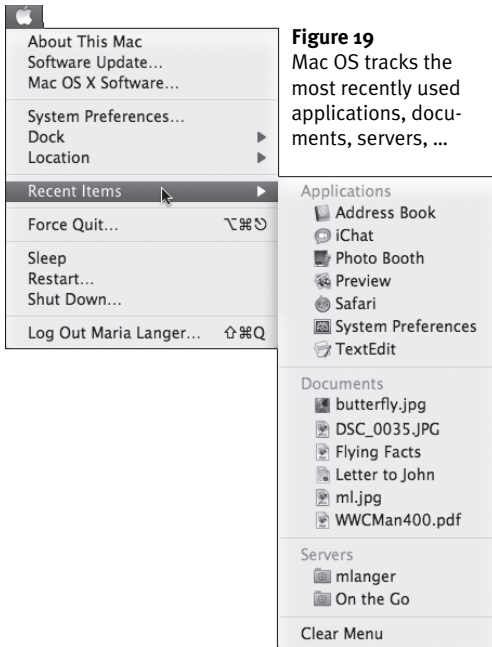 About This Mac
Software Update...
Mac OS X Software...
System Preferences...
Dock
Location
Recent Items
Force Quit... ⌥⌘⎋
Sleep
Restart...
Shut Down...
Log Out Maria Langer... ⇧⌘Q
Figure 19
Mac OS tracks the
most recently used
applications, docu-
ments, servers, …
Applications
Address Book
iChat
Photo Booth
Preview
Safari
System Preferences
TextEdit
Documents
butterfly.jpg
DSC_0035.JPG
Flying Facts
Letter to John
ml.jpg
WWCMan400.pdf
Servers
mlanger
On the Go
Clear Menu